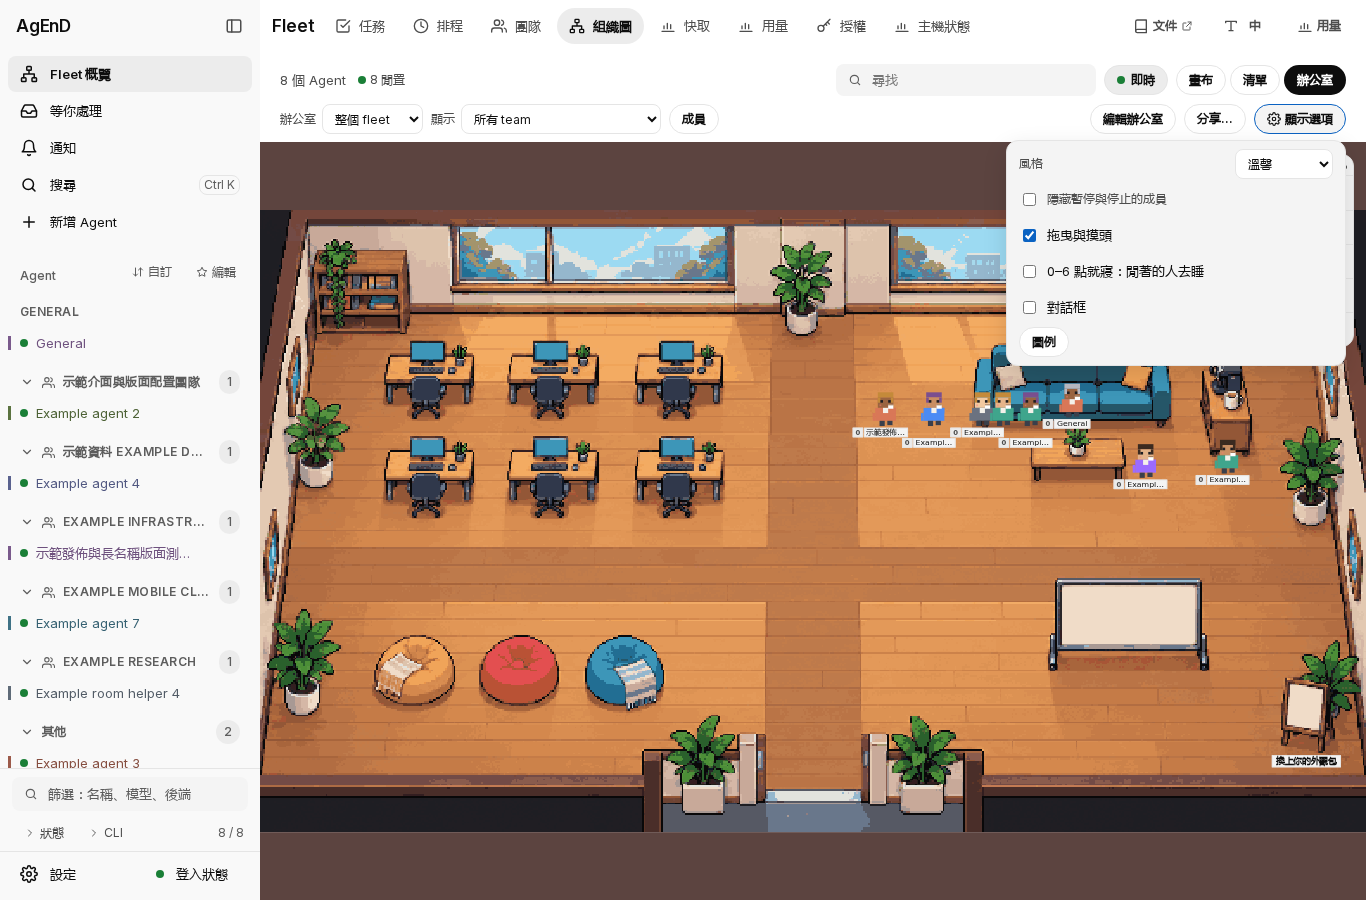 AgEnD
Fleet 概覽
等你處理
通知
搜尋 Ctrl K
新增 Agent
Agent 自訂 編輯
GENERAL
General
示範介面與版面配置團隊 1
Example agent 2
示範資料 EXAMPLE D... 1
Example agent 4
EXAMPLE INFRASTR... 1
示範發佈與長名稱版面測...
EXAMPLE MOBILE CL... 1
Example agent 7
EXAMPLE RESEARCH 1
Example room helper 4
其他 2
Example agent 3
篩選：名稱、模型、後端
狀態 CLI 8 / 8
設定 登入狀態
Fleet 任務 排程 團隊 組織圖 快取 用量 授權 主機狀態 文件 中 用量
8 個 Agent 8 閒置 尋找 即時 畫布 清單 辦公室
辦公室 整個 fleet 顯示 所有 team 成員 編輯辦公室 分享... 顯示選項
風格 溫馨
隱藏暫停與停止的成員
拖曳與摸頭
0–6 點就寢：閒著的人去睡
對話框
圖例
0 General
0 示範發佈...
0 Exampl...
0 Exampl...
0 Exampl...
0 Exampl...
0 Exampl...
換上你的外觀包